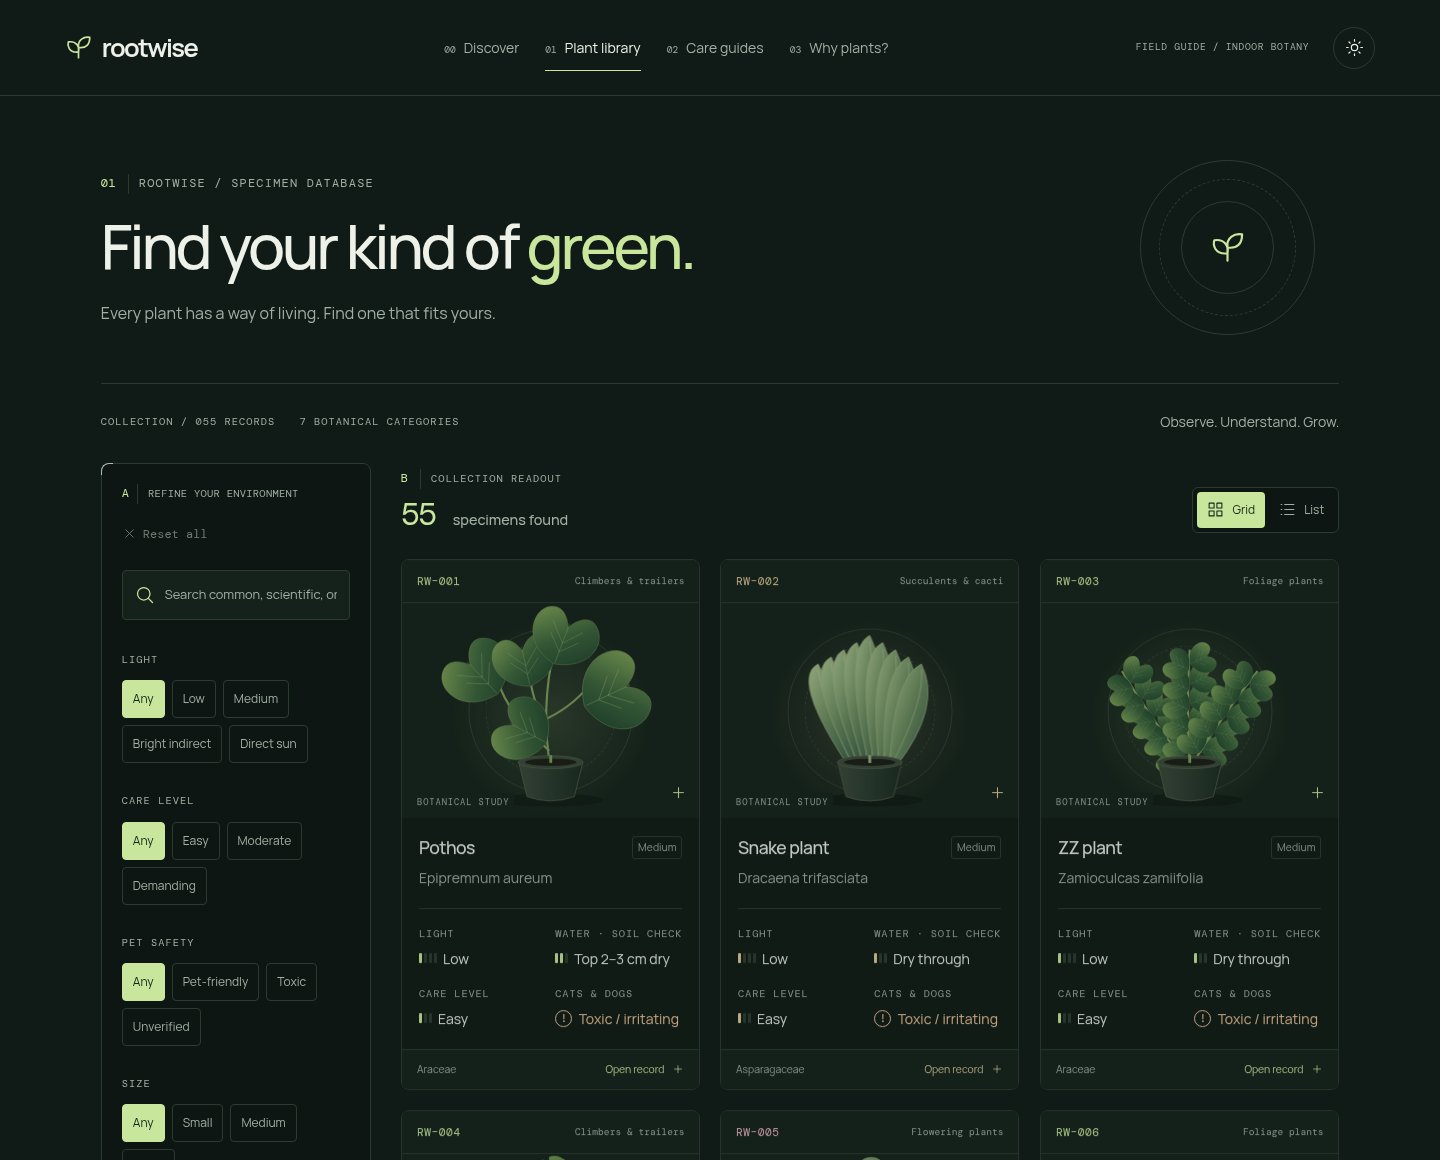 rootwise
00 Discover
01 Plant library
02 Care guides
03 Why plants?
FIELD GUIDE / INDOOR BOTANY
01 ROOTWISE / SPECIMEN DATABASE
Find your kind of green.
Every plant has a way of living. Find one that fits yours.
COLLECTION / 055 RECORDS 7 BOTANICAL CATEGORIES
Observe. Understand. Grow.
A REFINE YOUR ENVIRONMENT
Reset all
Search common, scientific, or
LIGHT
Any Low Medium
Bright indirect Direct sun
CARE LEVEL
Any Easy Moderate
Demanding
PET SAFETY
Any Pet-friendly Toxic
Unverified
SIZE
Any Small Medium
B COLLECTION READOUT
55 specimens found
Grid List
RW-001 Climbers & trailers
BOTANICAL STUDY
Pothos Medium
Epipremnum aureum
LIGHT WATER · SOIL CHECK
Low Top 2–3 cm dry
CARE LEVEL CATS & DOGS
Easy Toxic / irritating
Araceae Open record
RW-002 Succulents & cacti
BOTANICAL STUDY
Snake plant Medium
Dracaena trifasciata
LIGHT WATER · SOIL CHECK
Low Dry through
CARE LEVEL CATS & DOGS
Easy Toxic / irritating
Asparagaceae Open record
RW-003 Foliage plants
BOTANICAL STUDY
ZZ plant Medium
Zamioculcas zamiifolia
LIGHT WATER · SOIL CHECK
Low Dry through
CARE LEVEL CATS & DOGS
Easy Toxic / irritating
Araceae Open record
RW-004 Climbers & trailers
RW-005 Flowering plants
RW-006 Foliage plants